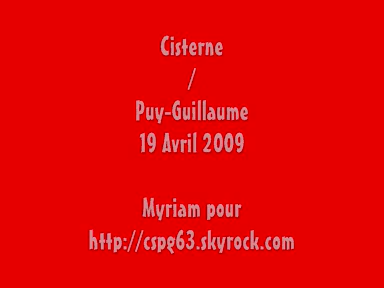 Cisterne
/
Puy-Guillaume
19 Avril 2009
Myriam pour
http://cspg63.skyrock.com